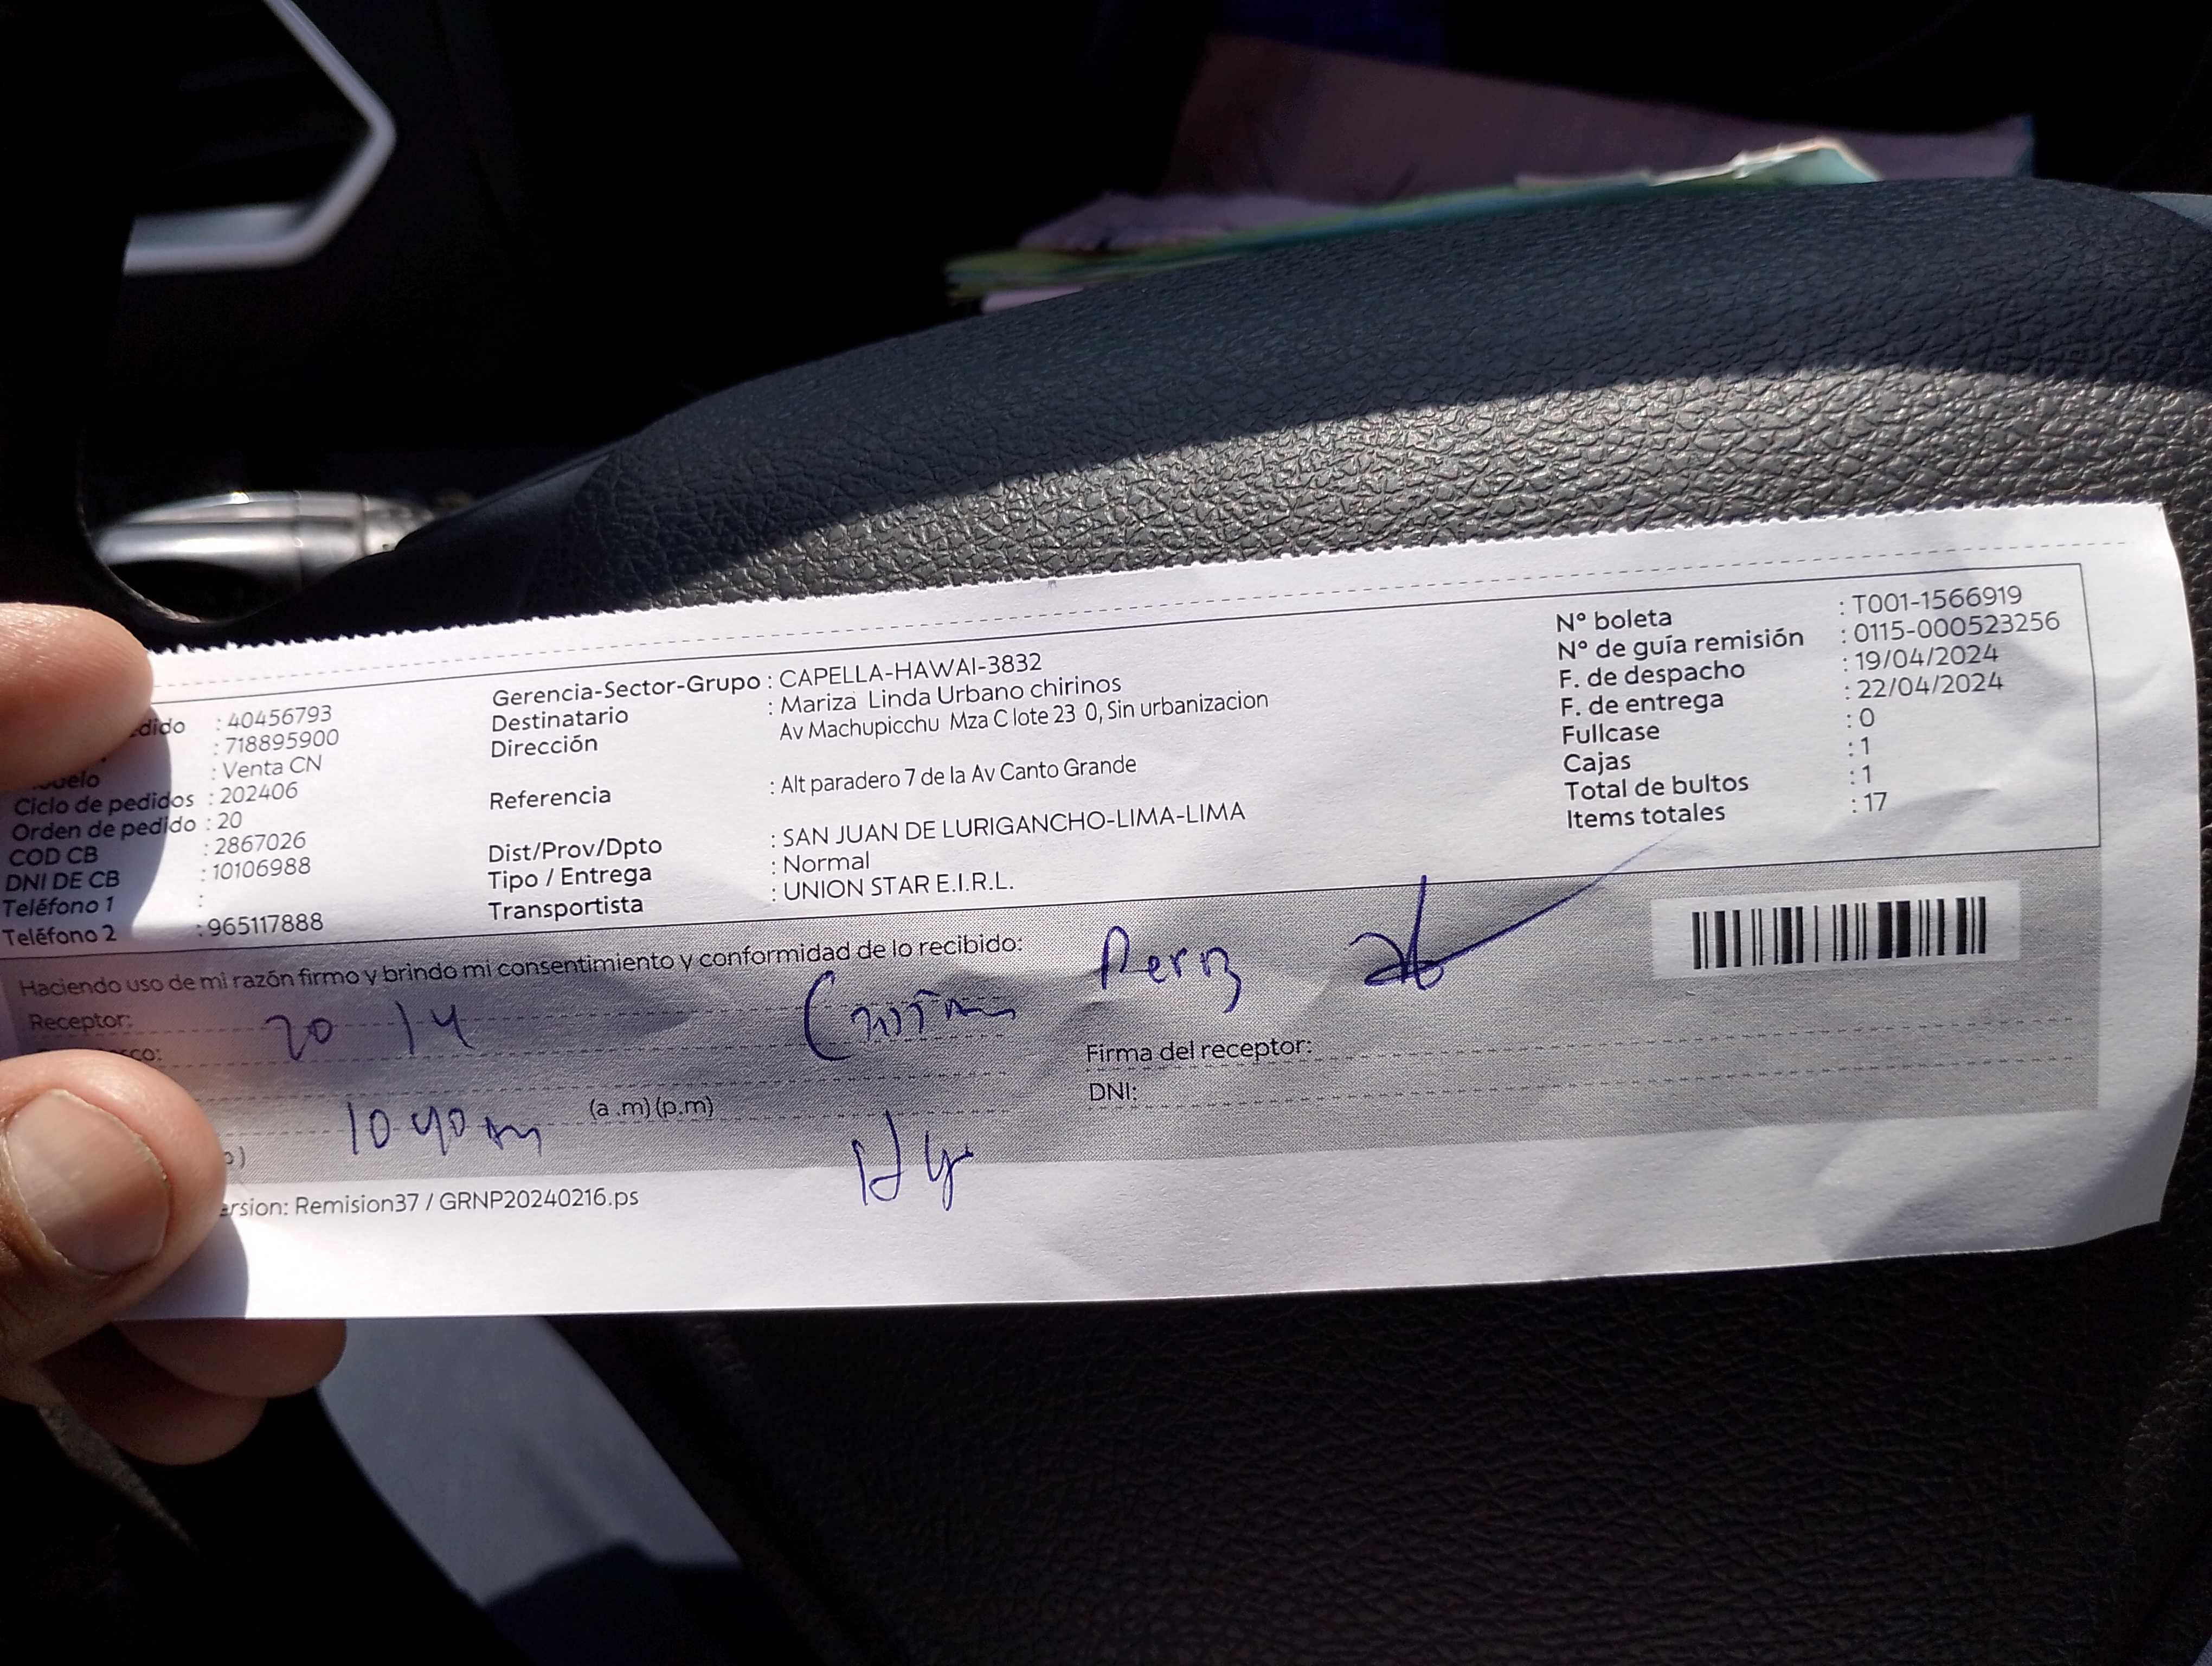 dido : 40456793
: 718895900
uelo : Venta CN
Ciclo de pedidos : 202406
Orden de pedido : 20
COD CB : 2867026
DNI DE CB : 10106988
Teléfono 1 :
Teléfono 2 : 965117888
Gerencia-Sector-Grupo : CAPELLA-HAWAI-3832
Destinatario : Mariza Linda Urbano chirinos
Dirección Av Machupicchu Mza C lote 23 0, Sin urbanizacion
Referencia : Alt paradero 7 de la Av Canto Grande
Dist/Prov/Dpto : SAN JUAN DE LURIGANCHO-LIMA-LIMA
Tipo / Entrega : Normal
Transportista : UNION STAR E.I.R.L.
N° boleta : T001-1566919
N° de guía remisión : 0115-000523256
F. de despacho : 19/04/2024
F. de entrega : 22/04/2024
Fullcase : 0
Cajas : 1
Total de bultos : 1
Items totales : 17
Haciendo uso de mi razón firmo y brindo mi consentimiento y conformidad de lo recibido:
Receptor: 20 14
sco:
Firma del receptor:
DNI:
10 40 am (a .m) (p.m)
o)
ersion: Remision37 / GRNP20240216.ps